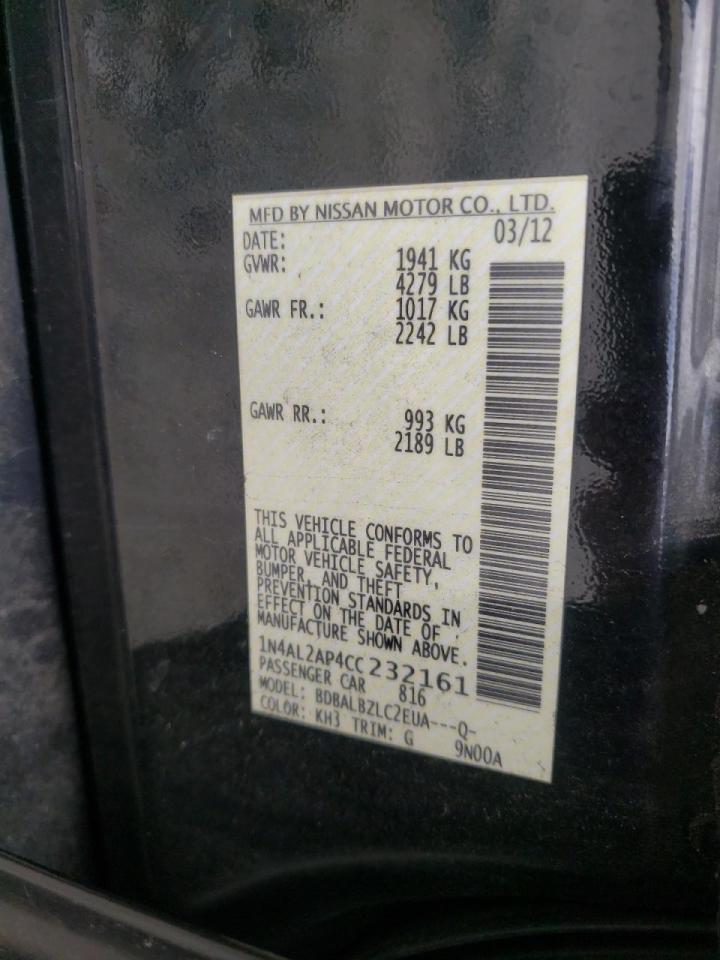 MFD BY NISSAN MOTOR CO., LTD.
DATE: 03/12
GVWR: 1941 KG
4279 LB
GAWR FR.: 1017 KG
2242 LB
GAWR RR.: 993 KG
2189 LB
THIS VEHICLE CONFORMS TO
ALL APPLICABLE FEDERAL
MOTOR VEHICLE SAFETY,
BUMPER, AND THEFT
PREVENTION STANDARDS IN
EFFECT ON THE DATE OF
MANUFACTURE SHOWN ABOVE.
1N4AL2AP4CC232161
PASSENGER CAR 816
MODEL: BDBALBZLC2EUA---Q-
COLOR: KH3 TRIM: G 9N00A